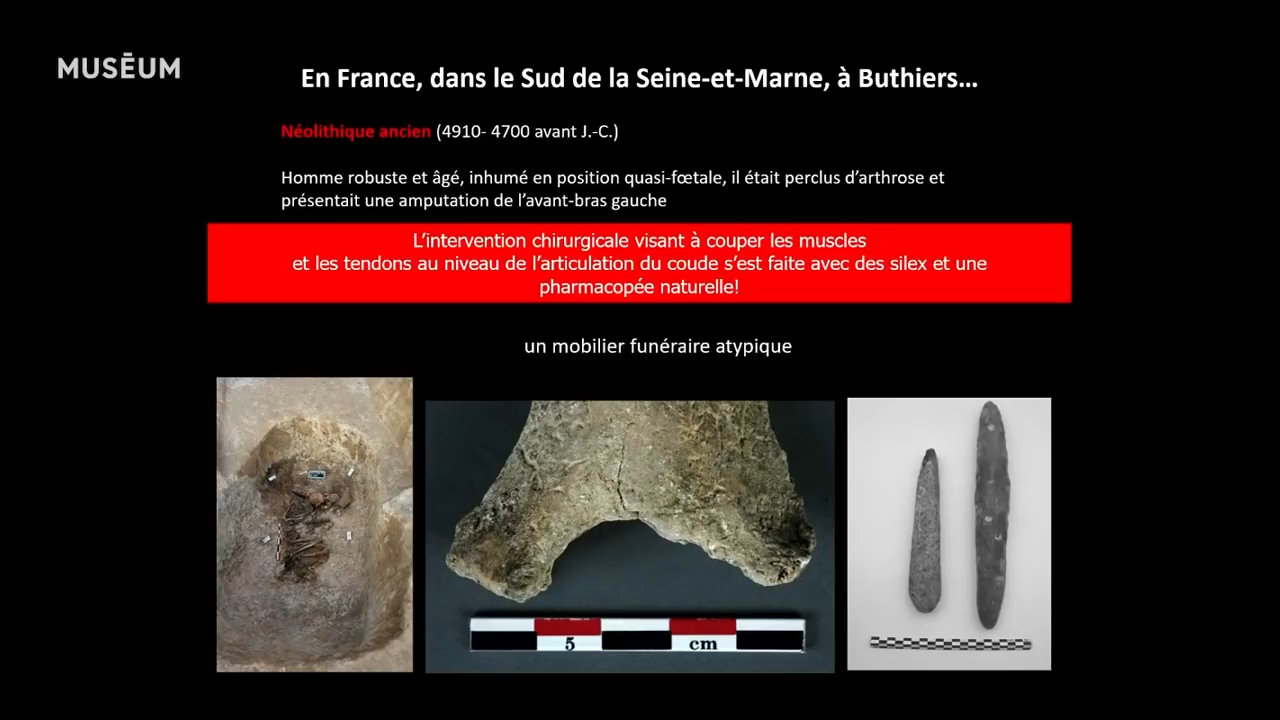 MUSĒUM
En France, dans le Sud de la Seine-et-Marne, à Buthiers...
Néolithique ancien (4910- 4700 avant J.-C.)
Homme robuste et âgé, inhumé en position quasi-fœtale, il était perclus d’arthrose et
présentait une amputation de l’avant-bras gauche
L’intervention chirurgicale visant à couper les muscles
et les tendons au niveau de l’articulation du coude s’est faite avec des silex et une
pharmacopée naturelle!
un mobilier funéraire atypique
5 cm